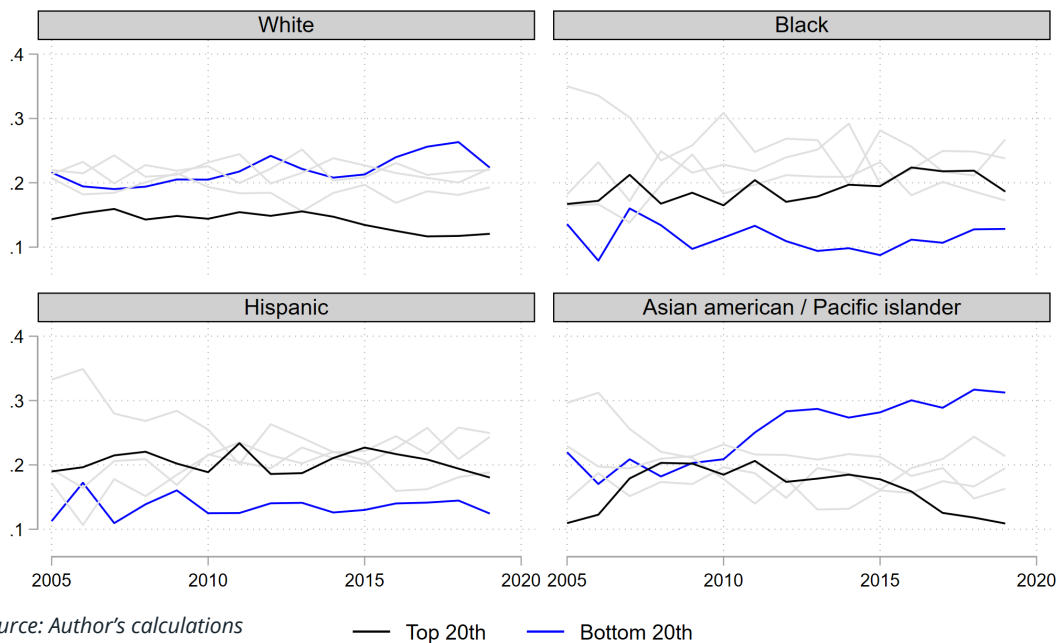 White
Black
.4
.3
.2
.1
Hispanic
Asian american / Pacific islander
.4
.3
.2
.1
2005 2010 2015 2020
2005 2010 2015 2020
Author's calculations
Top 20th
Bottom 20th